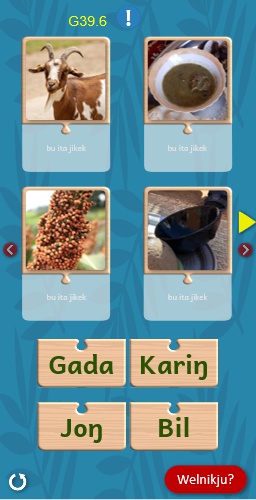 G39.6 !
bu ita jikek
bu ita jikek
bu ita jikek
bu ita jikek
Gada
Kariŋ
Joŋ
Bil
Welnikju?